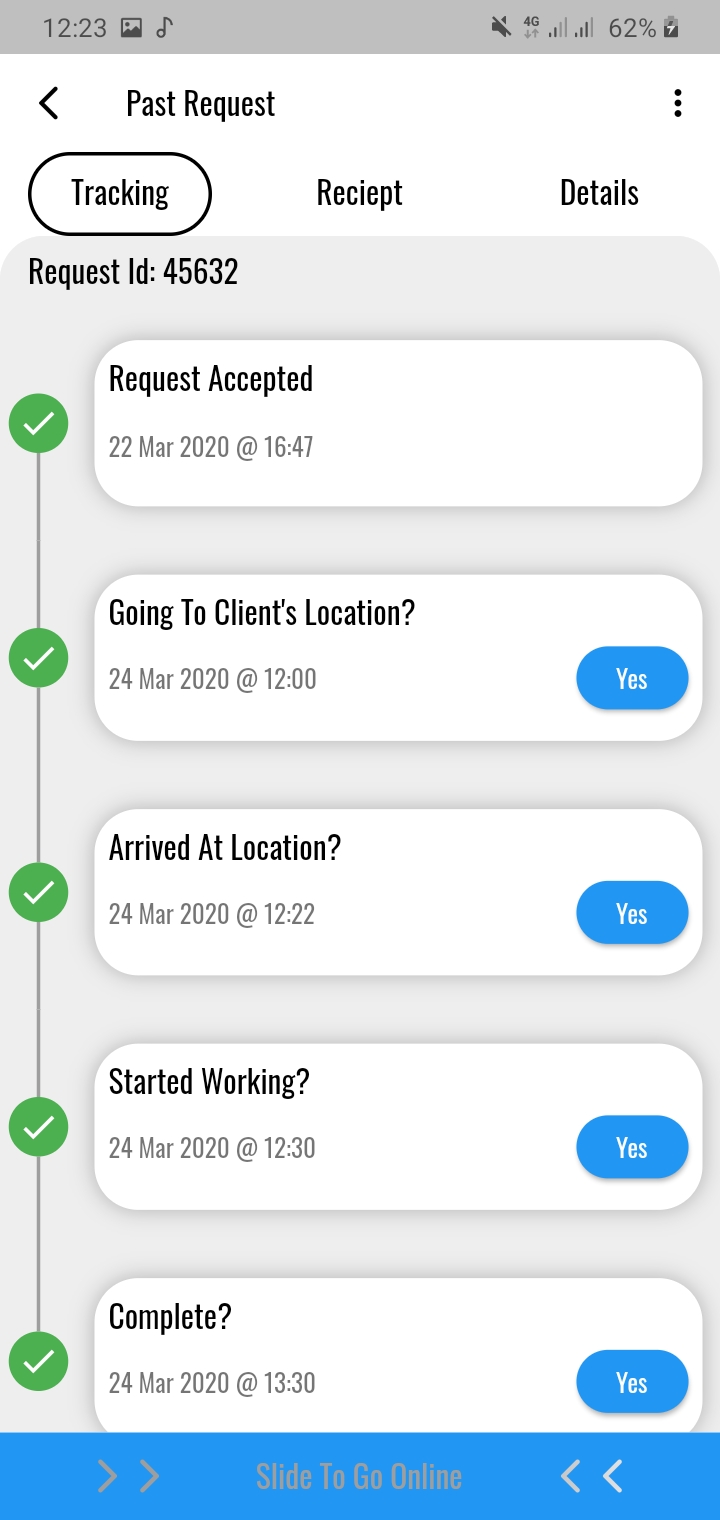 12:23 4G 62%
Past Request
Tracking Reciept Details
Request Id: 45632
Request Accepted
22 Mar 2020 @ 16:47
Going To Client's Location?
24 Mar 2020 @ 12:00 Yes
Arrived At Location?
24 Mar 2020 @ 12:22 Yes
Started Working?
24 Mar 2020 @ 12:30 Yes
Complete?
24 Mar 2020 @ 13:30 Yes
Slide To Go Online